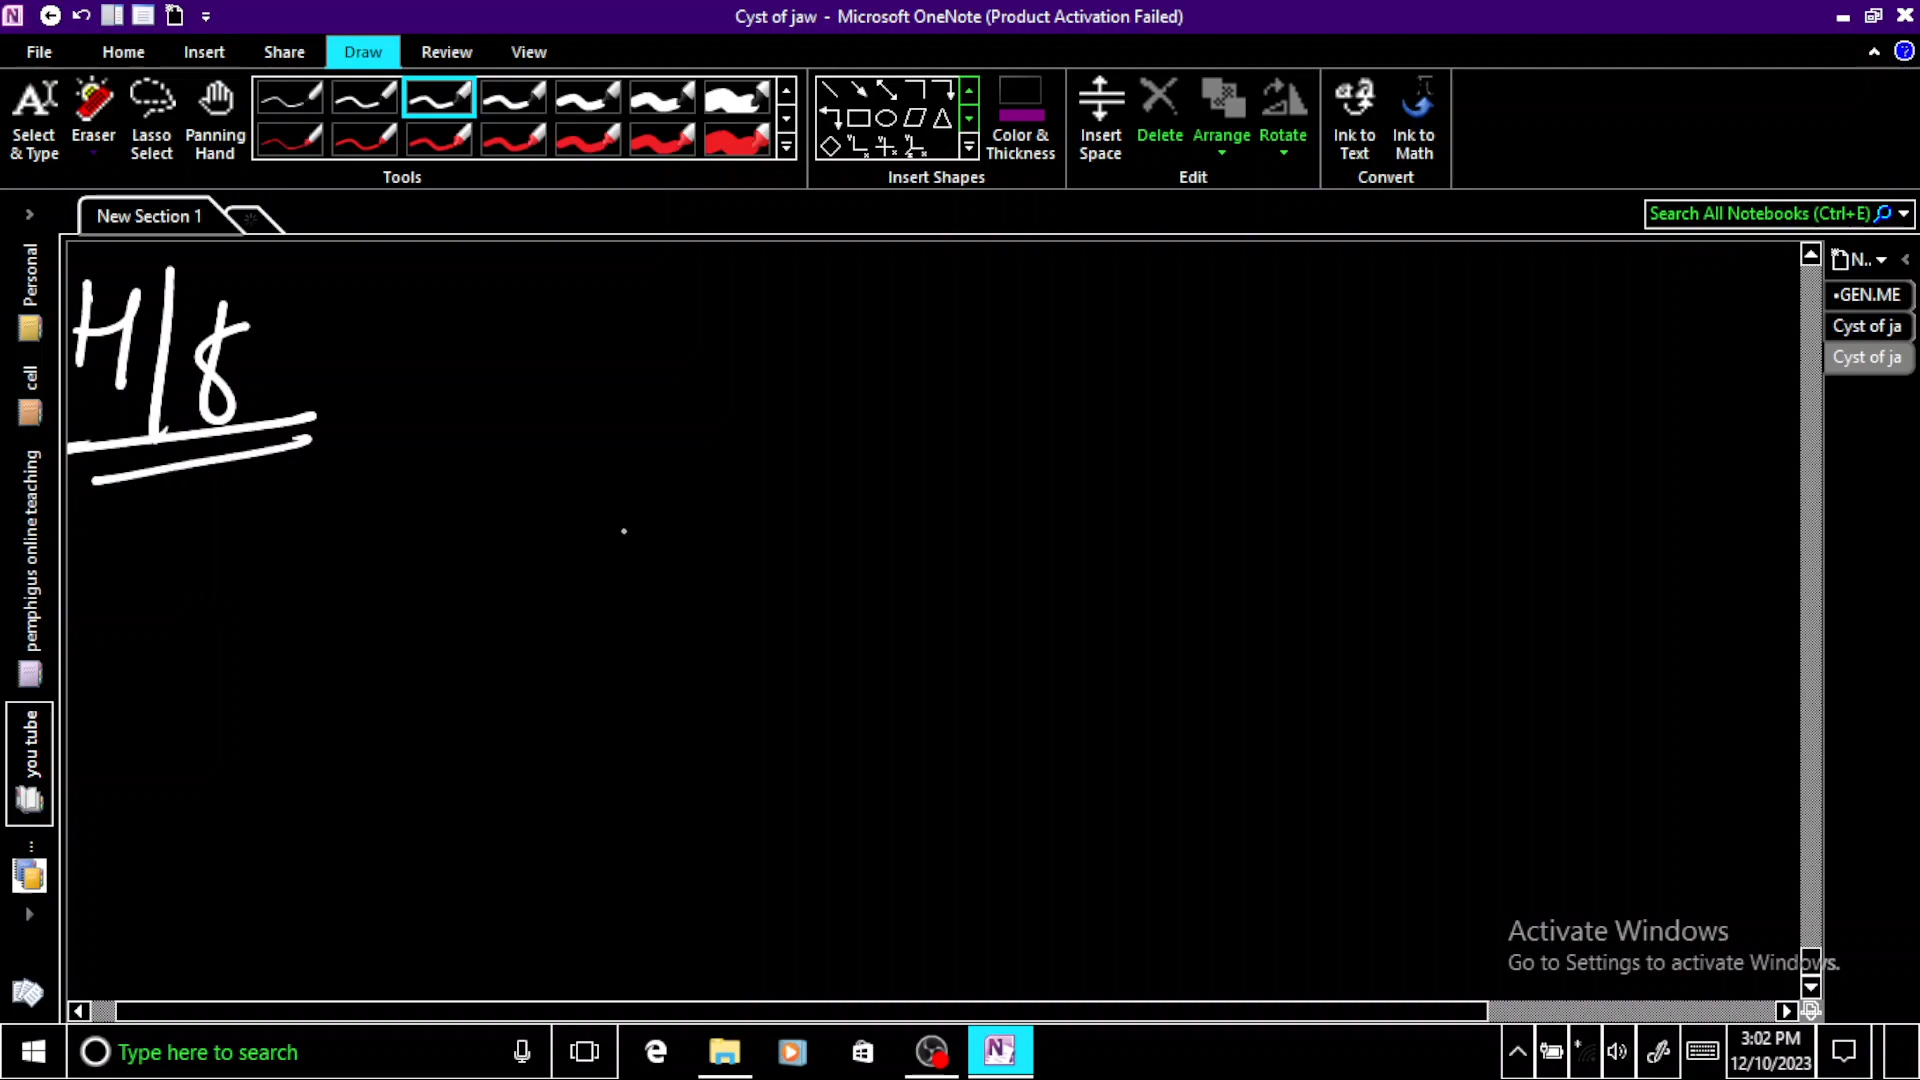 Cyst of jaw - Microsoft OneNote (Product Activation Failed)
File Home Insert Share Draw Review View
Select & Type
Eraser
Lasso Select
Panning Hand
Color & Thickness
Insert Space
Delete
Arrange
Rotate
Ink to Text
Ink to Math
Tools
Insert Shapes
Edit
Convert
New Section 1
Search All Notebooks (Ctrl+E)
N..
•GEN.ME
Cyst of ja
Cyst of ja
Personal
cell
pemphigus online teaching
you tube
H/8
Activate Windows
Go to Settings to activate Windows.
Type here to search
3:02 PM
12/10/2023